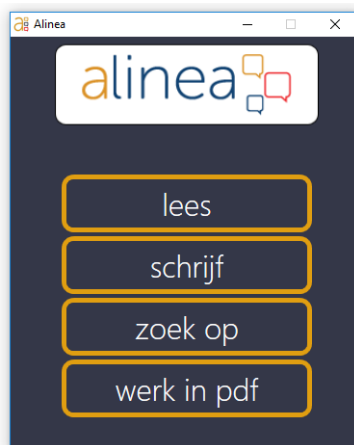 Alinea
alinea
lees
schrijf
zoek op
werk in pdf